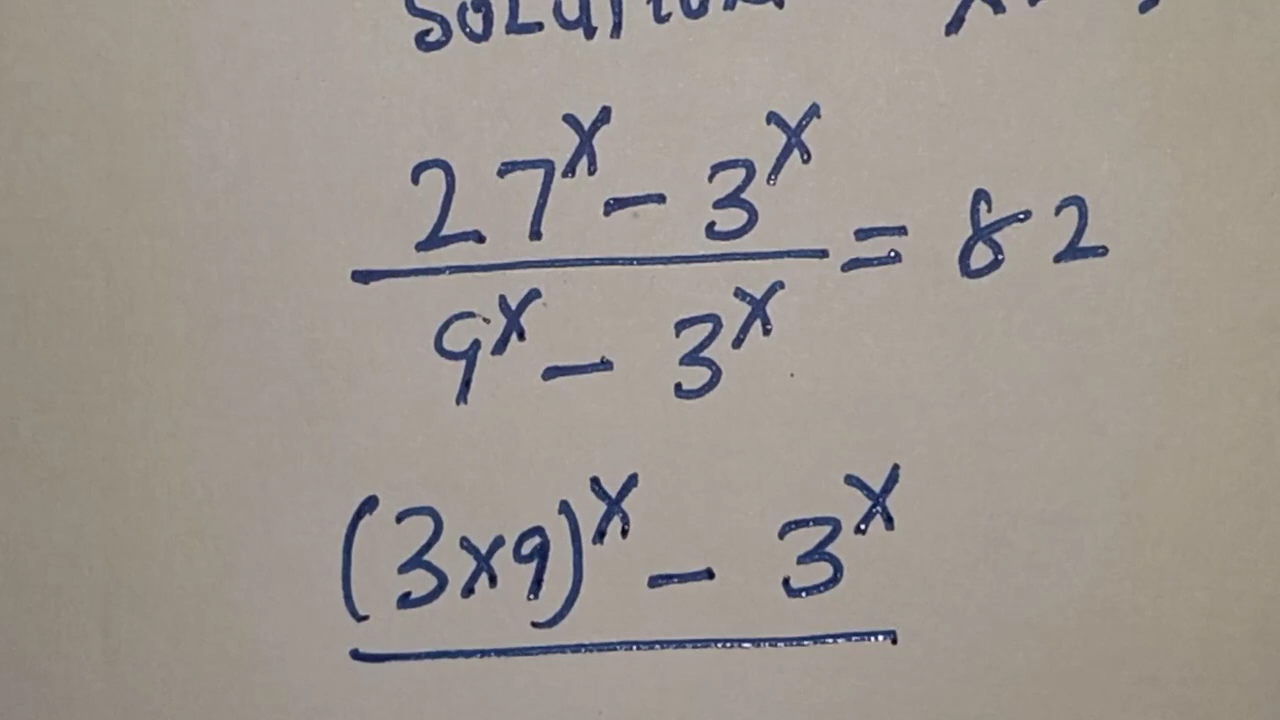 27^x - 3^x
9^x - 3^x
= 82
(3x9)^x - 3^x